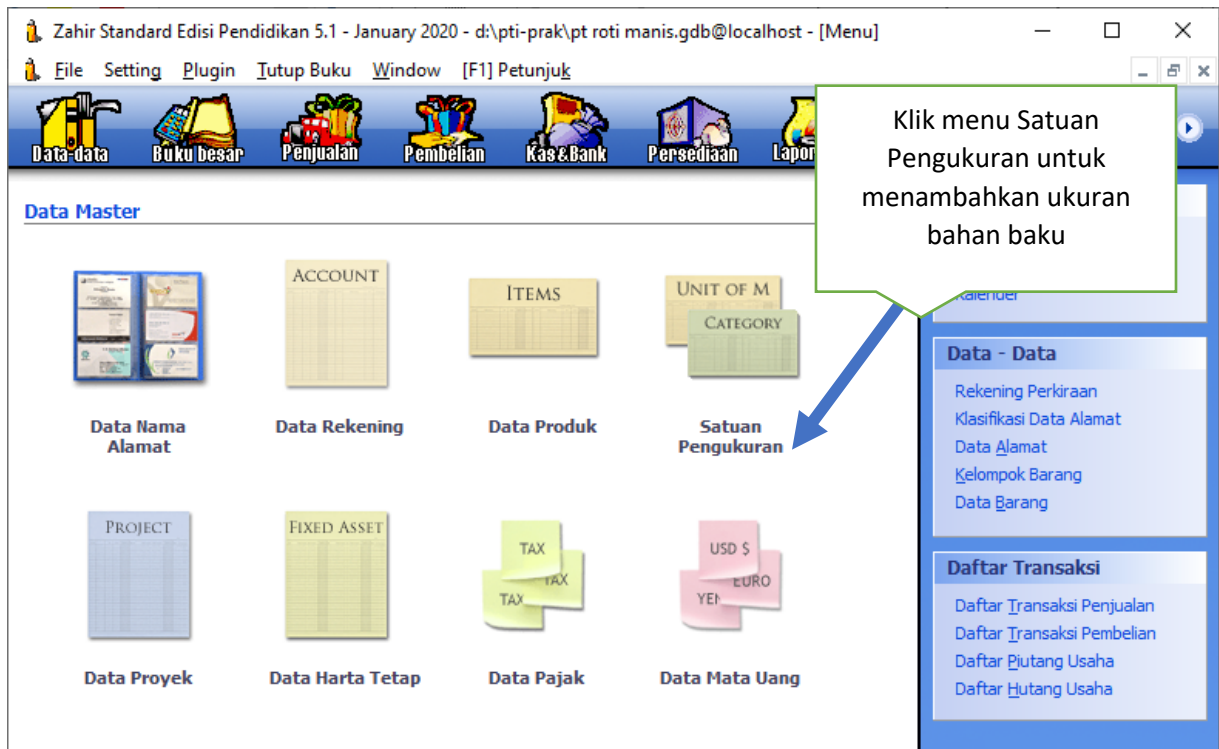 Zahir Standard Edisi Pendidikan 5.1 - January 2020 - d:\pti-prak\pt roti manis.gdb@localhost - [Menu]
File Setting Plugin Tutup Buku Window [F1] Petunjuk
Data-data Buku besar Penjualan Pembelian Kas&Bank Persediaan
Klik menu Satuan
Pengukuran untuk
menambahkan ukuran
bahan baku
Data Master
Kalender
ACCOUNT
ITEMS
UNIT OF M
CATEGORY
Data Nama
Alamat
Data Rekening
Data Produk
Satuan
Pengukuran
Data - Data
Rekening Perkiraan
Klasifikasi Data Alamat
Data Alamat
Kelompok Barang
Data Barang
PROJECT
FIXED ASSET
TAX
TAX
TAX
USD $
EURO
YEN
Data Proyek
Data Harta Tetap
Data Pajak
Data Mata Uang
Daftar Transaksi
Daftar Transaksi Penjualan
Daftar Transaksi Pembelian
Daftar Piutang Usaha
Daftar Hutang Usaha